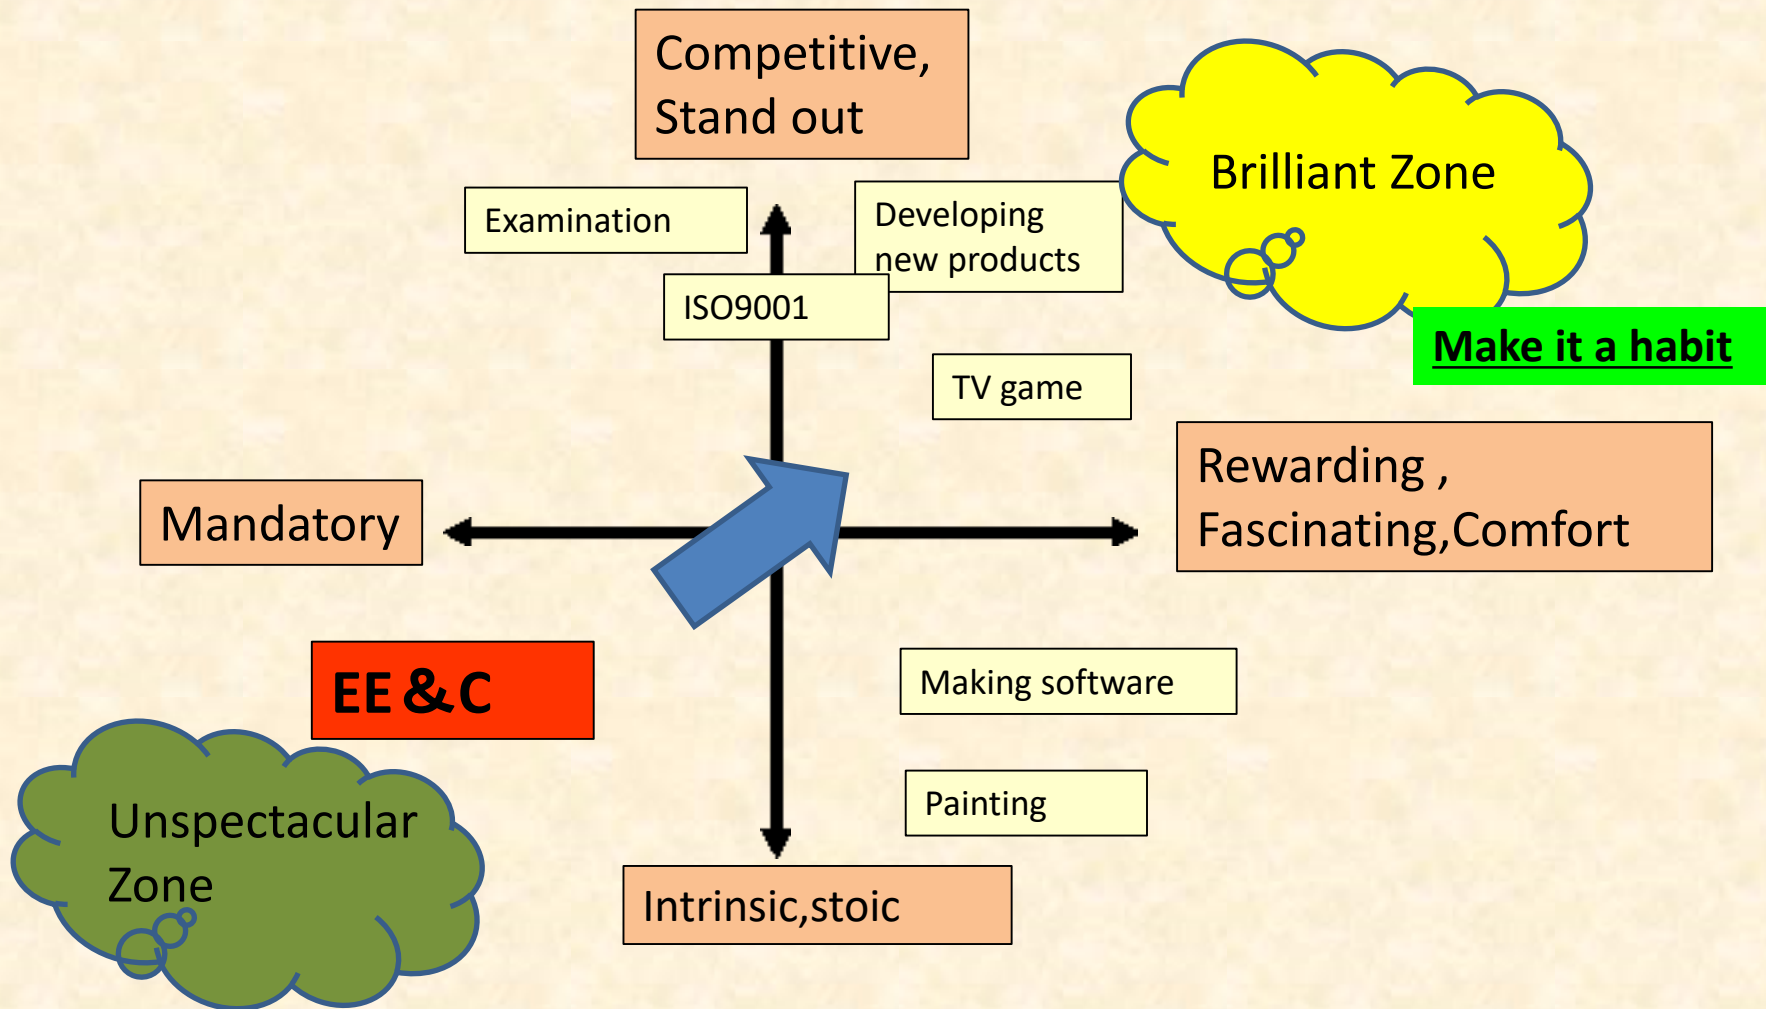 Competitive,
Stand out
Brilliant Zone
Examination
Developing
new products
ISO9001
Make it a habit
TV game
Rewarding ,
Fascinating,Comfort
Mandatory
EE&C
Making software
Painting
Unspectacular
Zone
Intrinsic,stoic